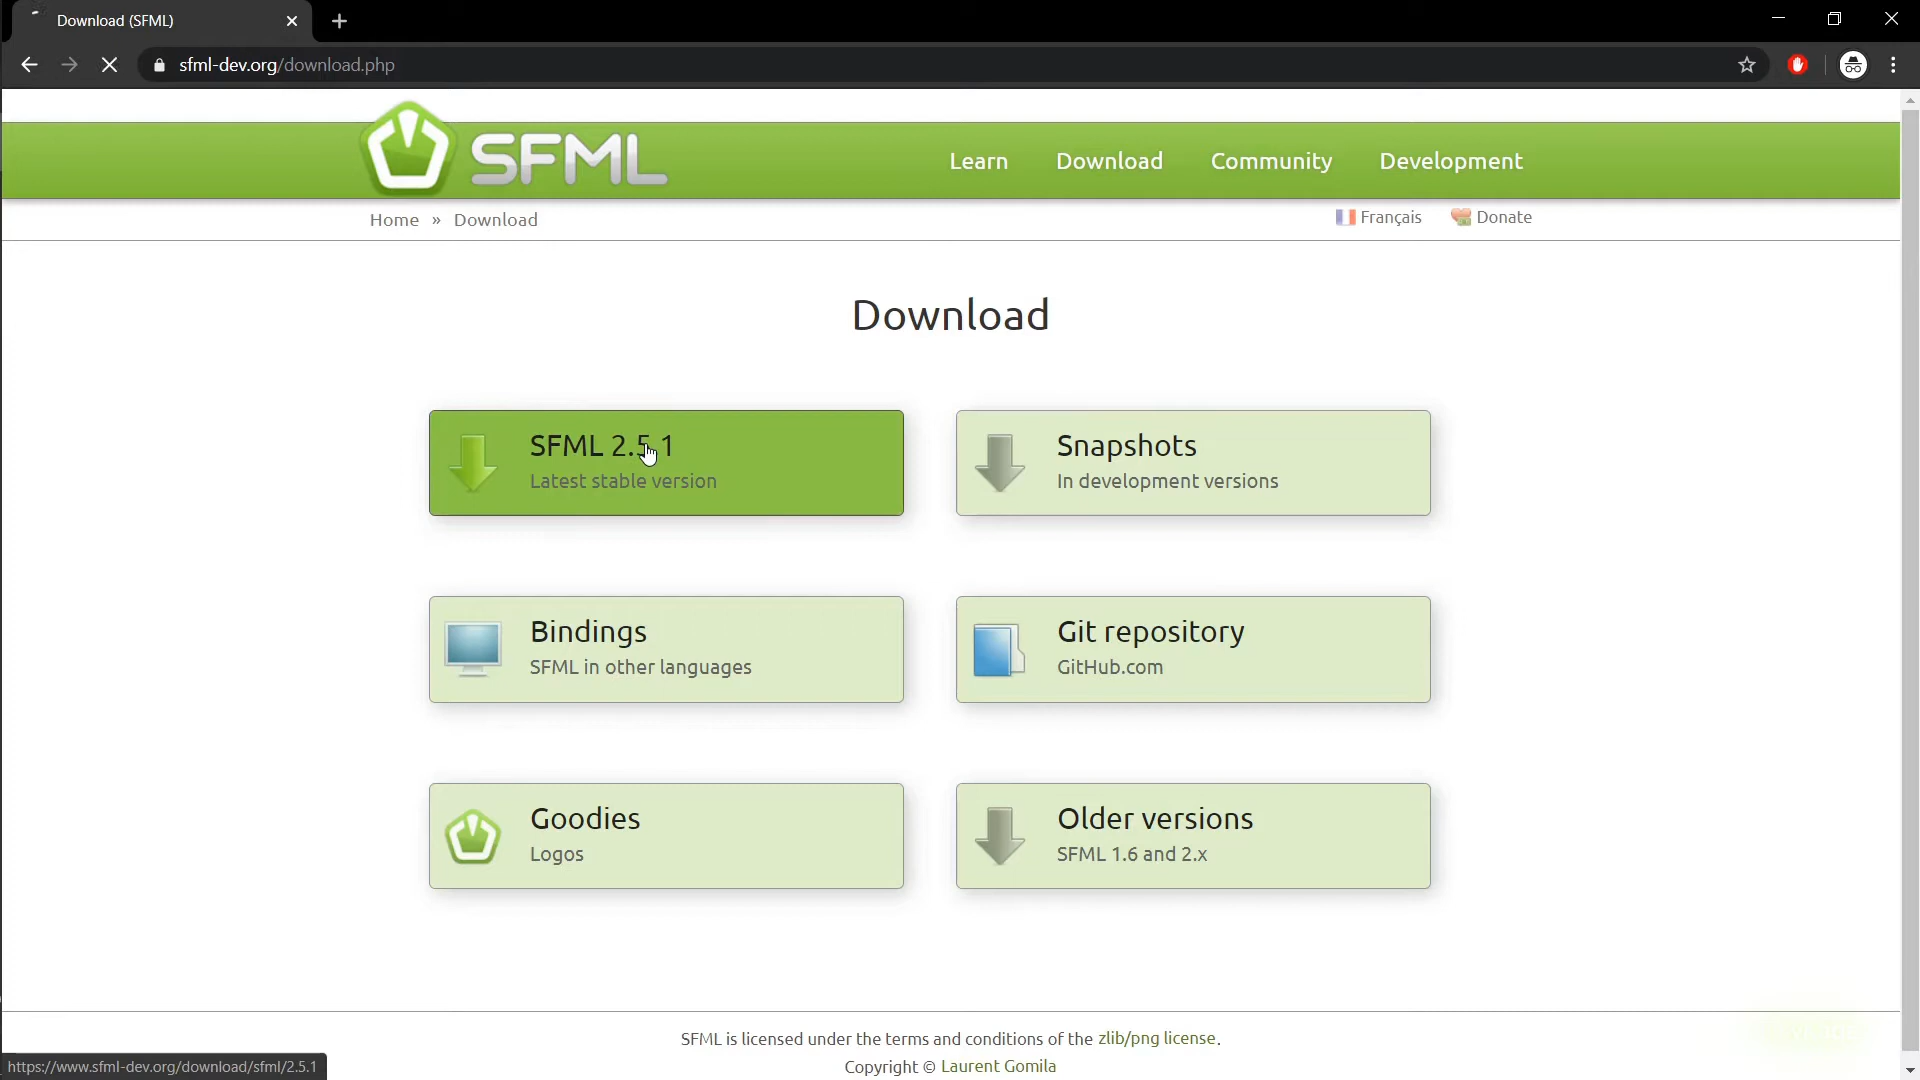 Download (SFML)
sfml-dev.org/download.php
SFML
Learn
Download
Community
Development
Home » Download
Français
Donate
Download
SFML 2.5.1
Latest stable version
Snapshots
In development versions
Bindings
SFML in other languages
Git repository
GitHub.com
Goodies
Logos
Older versions
SFML 1.6 and 2.x
SFML is licensed under the terms and conditions of the zlib/png license.
Copyright © Laurent Gomila
https://www.sfml-dev.org/download/sfml/2.5.1